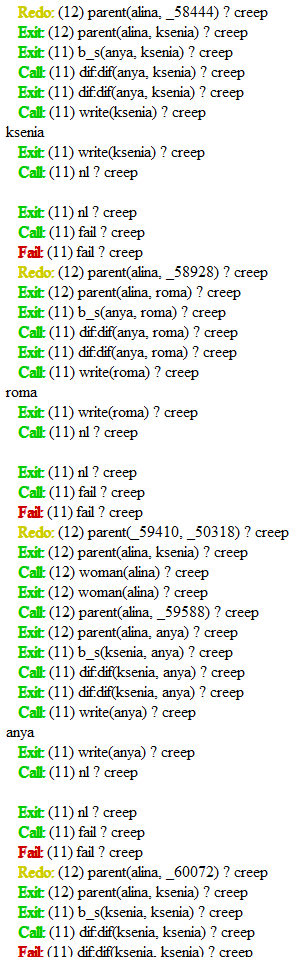 Redo: (12) parent(alina, _58444) ? creep
Exit: (12) parent(alina, ksenia) ? creep
Exit: (11) b_s(anya, ksenia) ? creep
Call: (11) dif:dif(anya, ksenia) ? creep
Exit: (11) dif:dif(anya, ksenia) ? creep
Call: (11) write(ksenia) ? creep
ksenia
Exit: (11) write(ksenia) ? creep
Call: (11) nl ? creep
Exit: (11) nl ? creep
Call: (11) fail ? creep
Fail: (11) fail ? creep
Redo: (12) parent(alina, _58928) ? creep
Exit: (12) parent(alina, roma) ? creep
Exit: (11) b_s(anya, roma) ? creep
Call: (11) dif:dif(anya, roma) ? creep
Exit: (11) dif:dif(anya, roma) ? creep
Call: (11) write(roma) ? creep
roma
Exit: (11) write(roma) ? creep
Call: (11) nl ? creep
Exit: (11) nl ? creep
Call: (11) fail ? creep
Fail: (11) fail ? creep
Redo: (12) parent(_59410, _50318) ? creep
Exit: (12) parent(alina, ksenia) ? creep
Call: (12) woman(alina) ? creep
Exit: (12) woman(alina) ? creep
Call: (12) parent(alina, _59588) ? creep
Exit: (12) parent(alina, anya) ? creep
Exit: (11) b_s(ksenia, anya) ? creep
Call: (11) dif:dif(ksenia, anya) ? creep
Exit: (11) dif:dif(ksenia, anya) ? creep
Call: (11) write(anya) ? creep
anya
Exit: (11) write(anya) ? creep
Call: (11) nl ? creep
Exit: (11) nl ? creep
Call: (11) fail ? creep
Fail: (11) fail ? creep
Redo: (12) parent(alina, _60072) ? creep
Exit: (12) parent(alina, ksenia) ? creep
Exit: (11) b_s(ksenia, ksenia) ? creep
Call: (11) dif:dif(ksenia, ksenia) ? creep
Fail: (11) dif:dif(ksenia, ksenia) ? creep